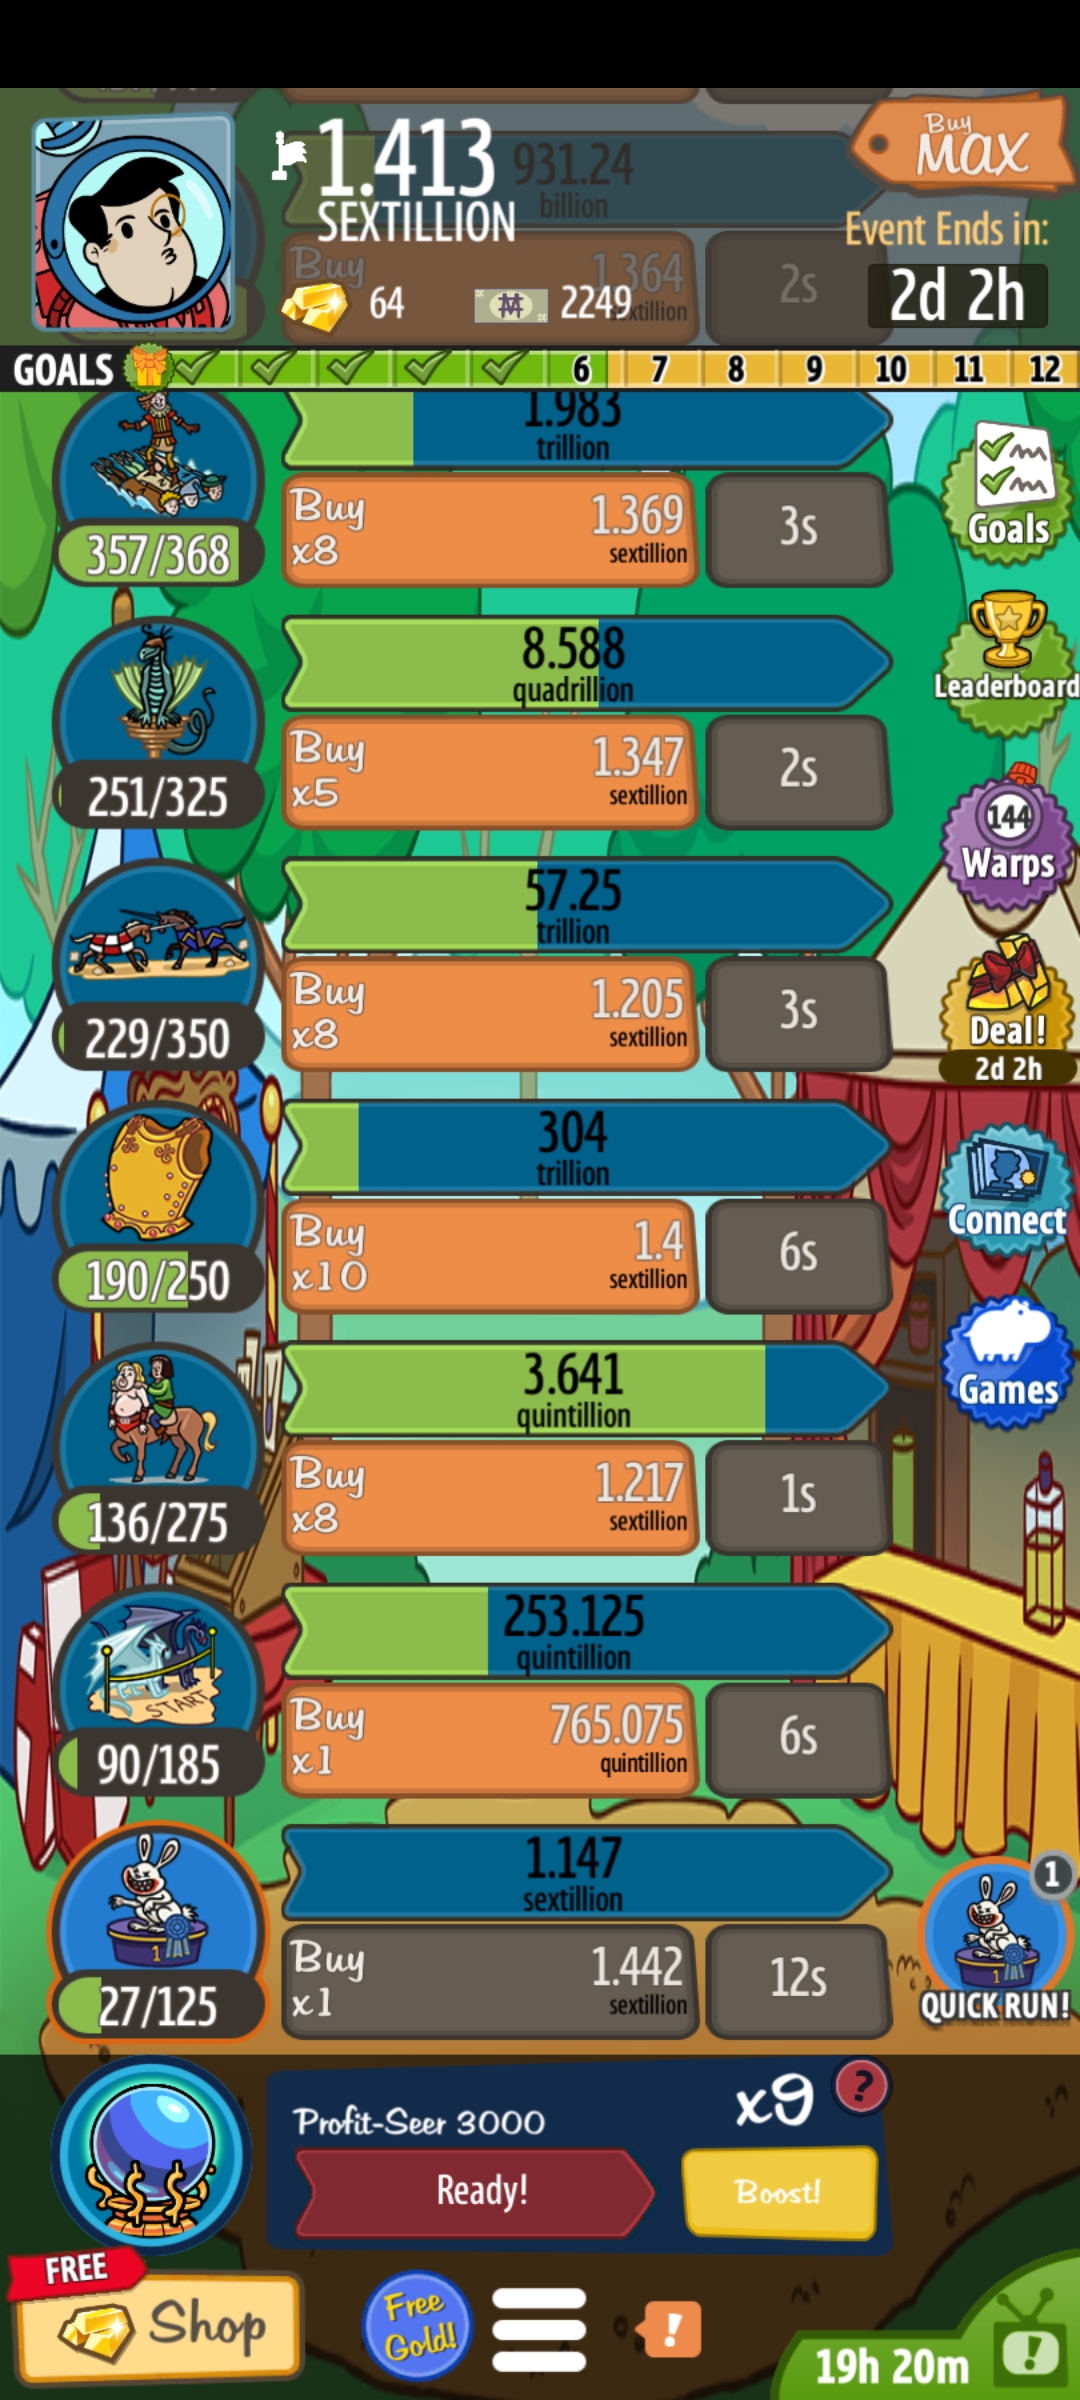 1.413
SEXTILLION
931.24
billion
Buy
MAX
Event Ends in:
2d 2h
Buy
1.364
sextillion
2s
64
2249
GOALS
6
7
8
9
10
11
12
1.983
trillion
357/368
Buy
x8
1.369
sextillion
3s
Goals
8.588
quadrillion
251/325
Buy
x5
1.347
sextillion
2s
Leaderboard
57.25
trillion
229/350
Buy
x8
1.205
sextillion
3s
144
Warps
Deal!
2d 2h
304
trillion
190/250
Buy
x10
1.4
sextillion
6s
Connect
3.641
quintillion
136/275
Buy
x8
1.217
sextillion
1s
Games
253.125
quintillion
START
90/185
Buy
x1
765.075
quintillion
6s
1.147
sextillion
1
27/125
Buy
x1
1.442
sextillion
12s
1
1
QUICK RUN!
Profit-Seer 3000
x9
?
Ready!
Boost!
FREE
Shop
Free
Gold!
!
19h 20m
!